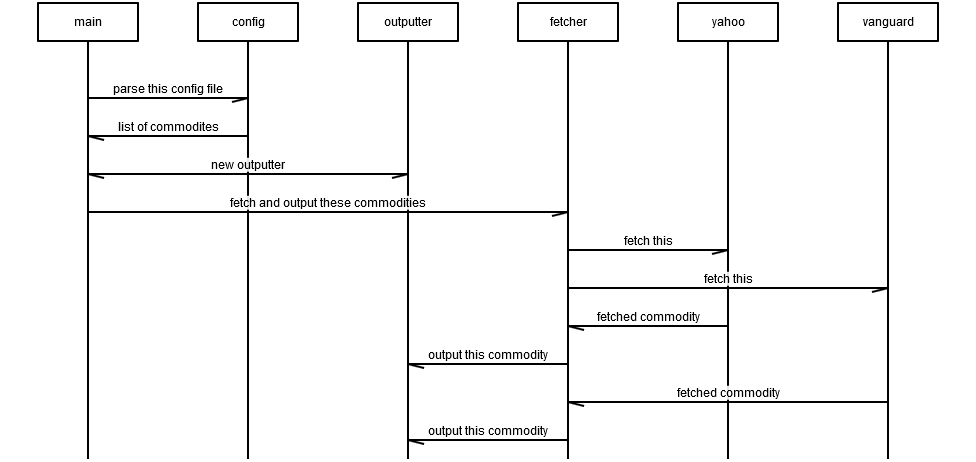 main
config
outputter
fetcher
yahoo
vanguard
parse this config file
list of commodites
new outputter
fetch and output these commodities
fetch this
fetch this
fetched commodity
output this commodity
fetched commodity
output this commodity